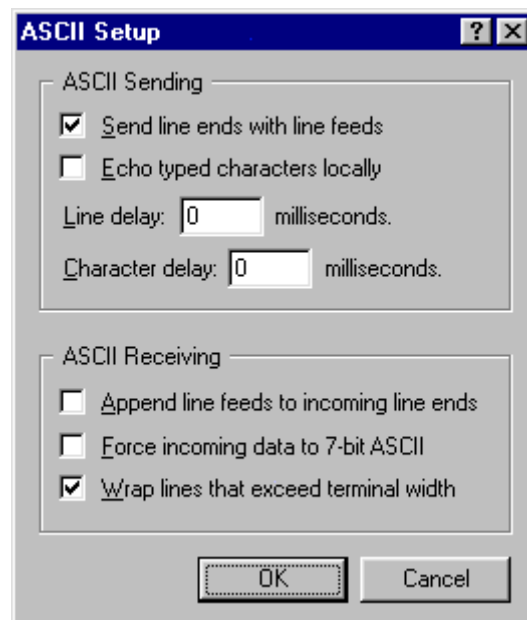 ASCII Setup
ASCII Sending
Send line ends with line feeds
Echo typed characters locally
Line delay: 0 milliseconds.
Character delay: 0 milliseconds.
ASCII Receiving
Append line feeds to incoming line ends
Force incoming data to 7-bit ASCII
Wrap lines that exceed terminal width
OK Cancel